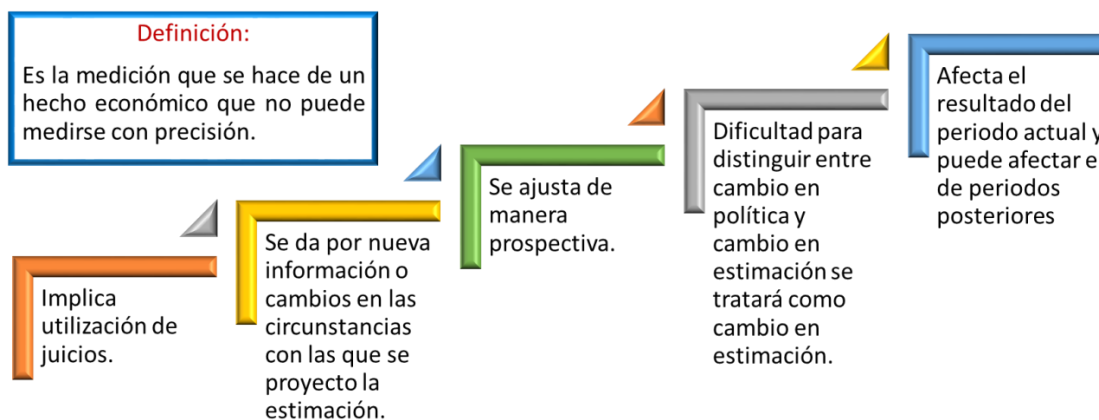 Definición:
Es la medición que se hace de un
hecho económico que no puede
medirse con precisión.
Implica
utilización de
juicios.
Se da por nueva
información o
cambios en las
circunstancias
con las que se
proyecto la
estimación.
Se ajusta de
manera
prospectiva.
Dificultad para
distinguir entre
cambio en
política y
cambio en
estimación se
tratará como
cambio en
estimación.
Afecta el
resultado del
periodo actual y
puede afectar e
de periodos
posteriores